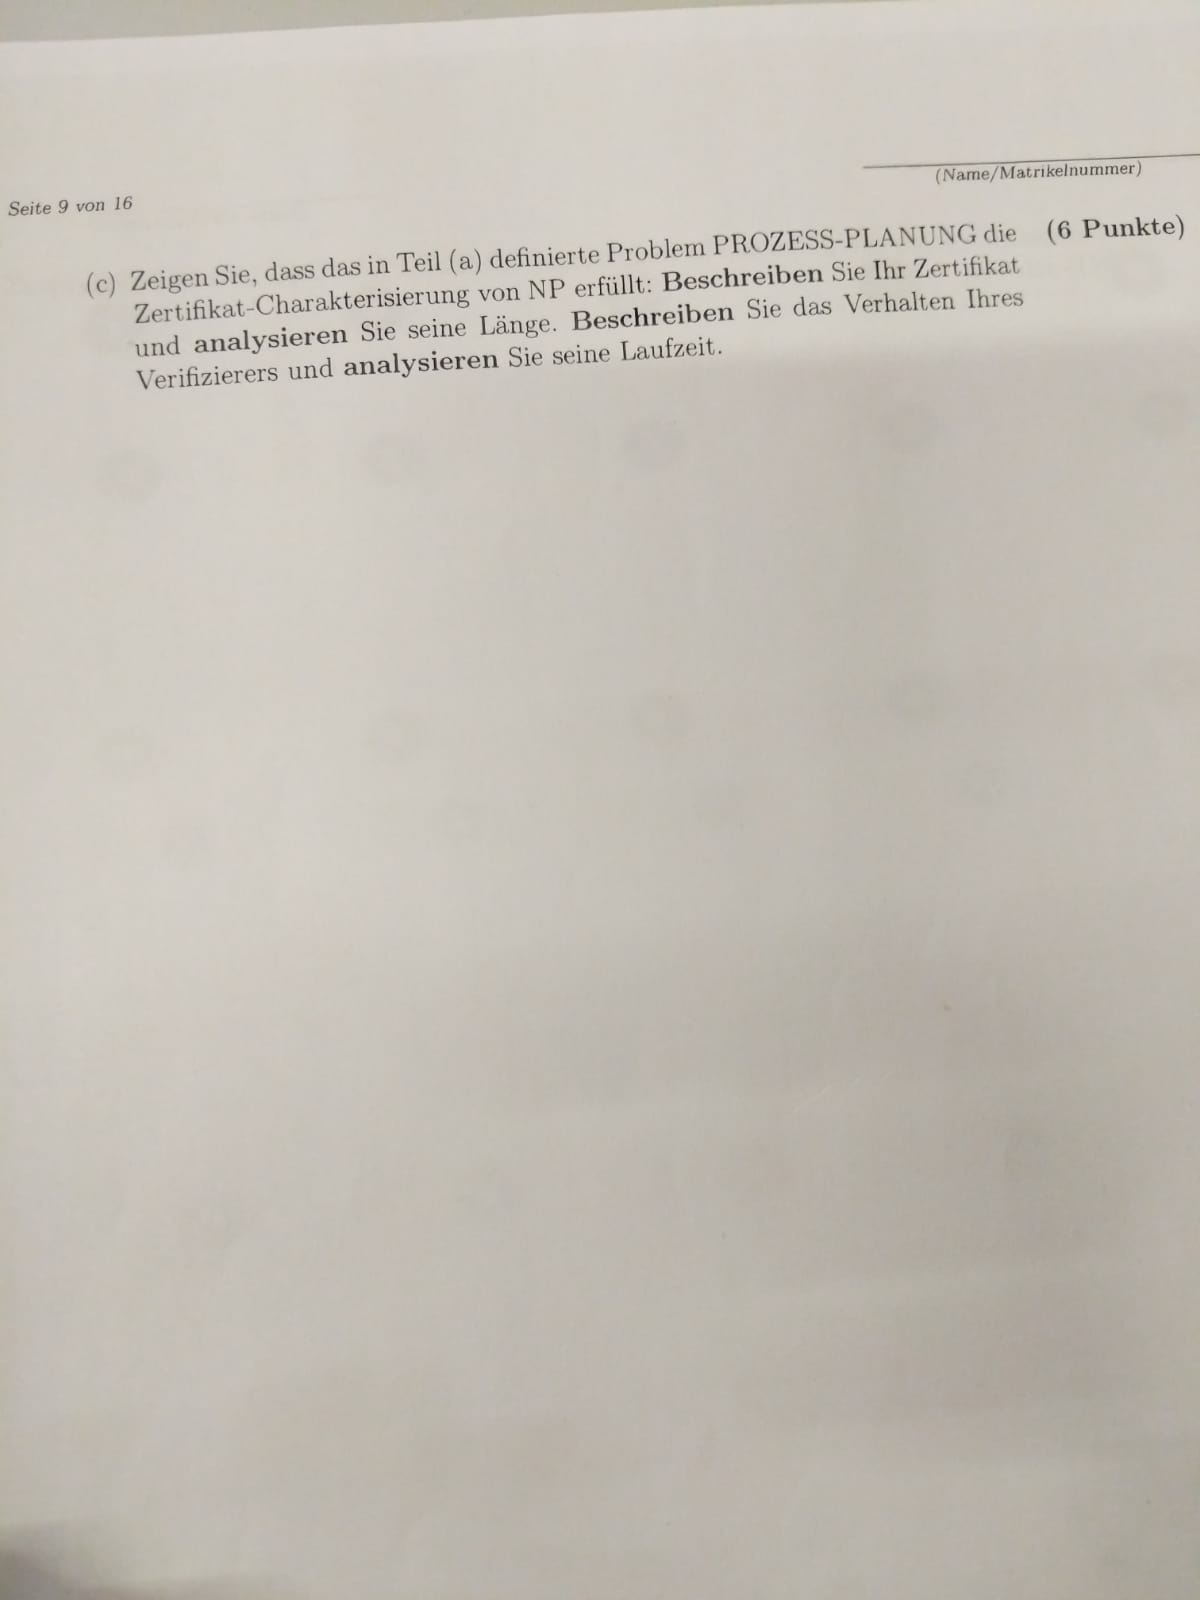 (Name/Matrikelnummer)
Seite 9 von 16
(c) Zeigen Sie, dass das in Teil (a) definierte Problem PROZESS-PLANUNG die (6 Punkte)
Zertifikat-Charakterisierung von NP erfüllt: Beschreiben Sie Ihr Zertifikat
und analysieren Sie seine Länge. Beschreiben Sie das Verhalten Ihres
Verifizierers und analysieren Sie seine Laufzeit.